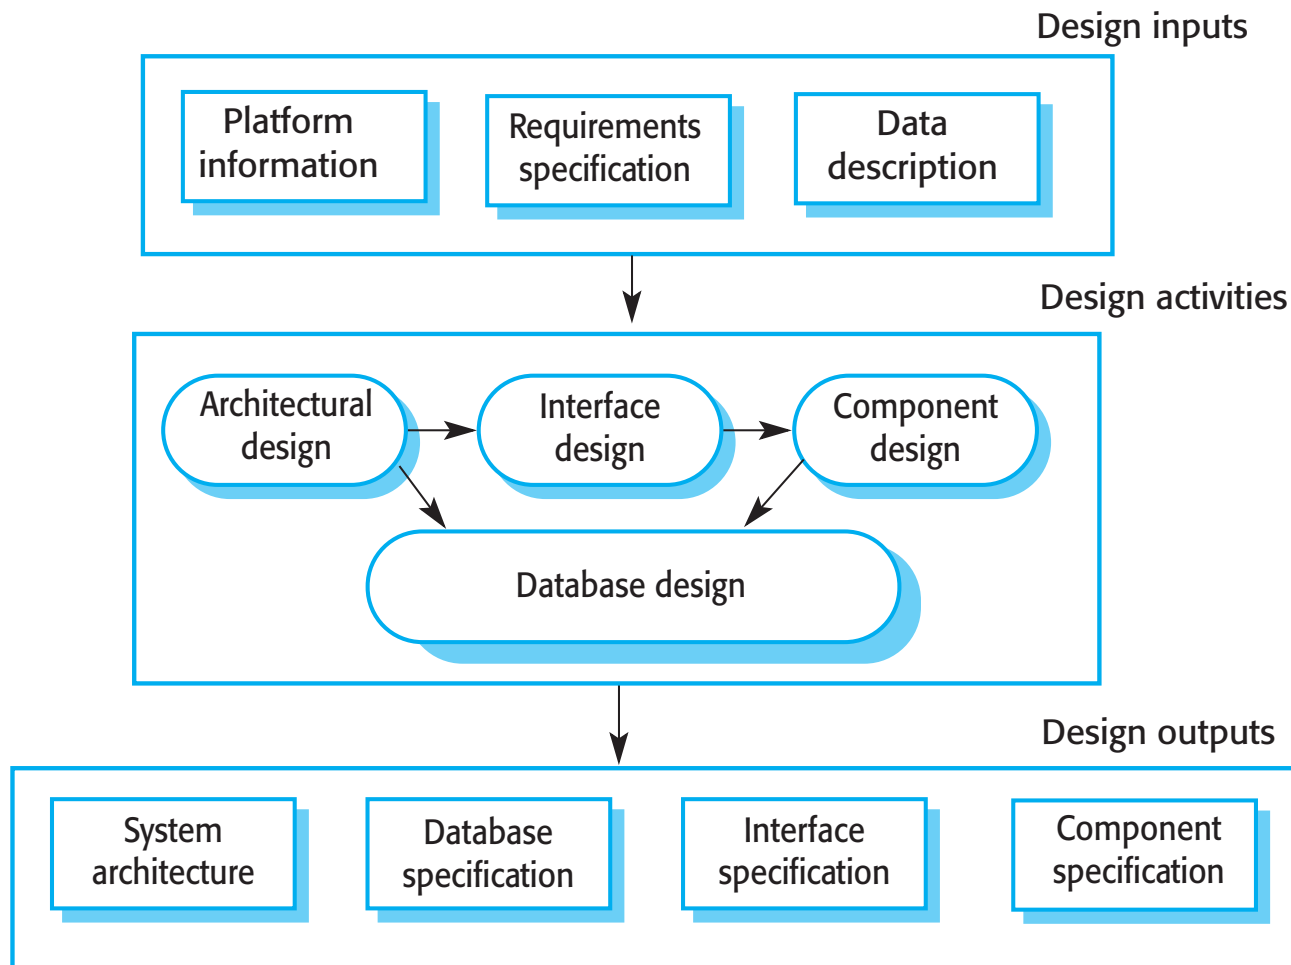 Design inputs
Platform
information
Requirements
specification
Data
description
Design activities
Architectural
design
Interface
design
Component
design
Database design
Design outputs
System
architecture
Database
specification
Interface
specification
Component
specification